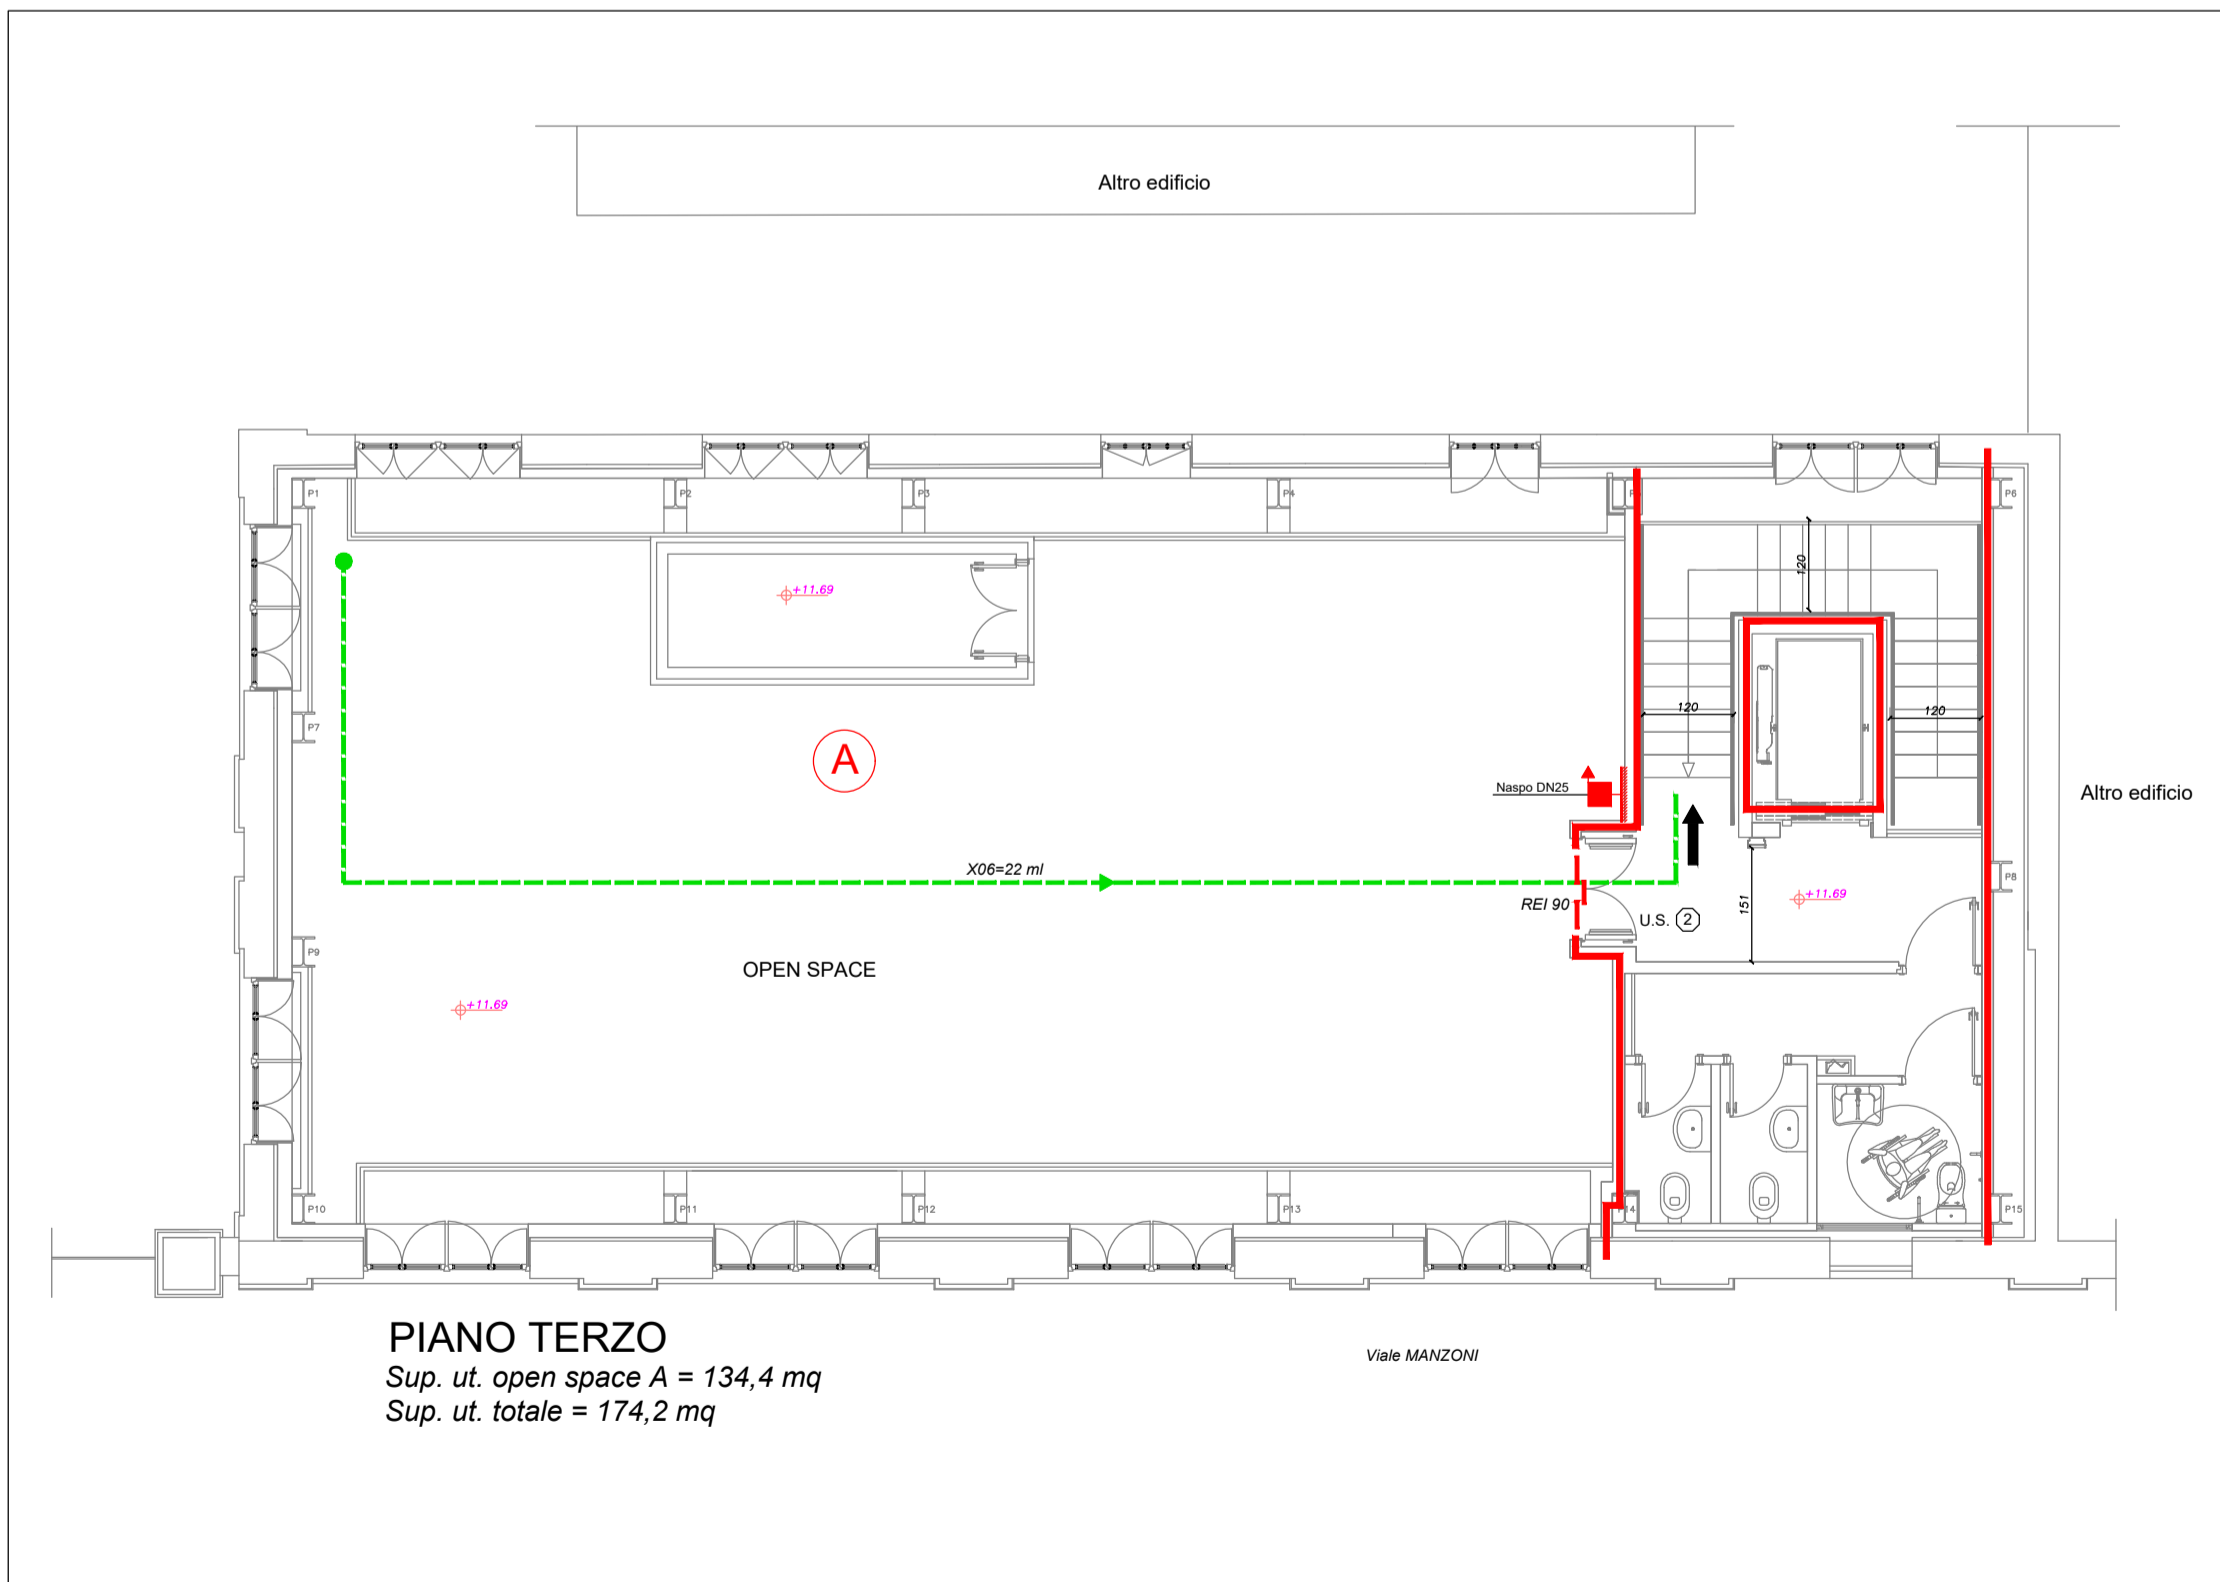 Altro edificio
P1
P2
P3
P4
P6
+11.69
120
P7
A
120
120
Naspo DN25
Altro edificio
X06=22 ml
REI 90
U.S. 2
151
+11.69
P8
P9
OPEN SPACE
+11.69
P10
P11
P12
P13
14
P15
PIANO TERZO
Sup. ut. open space A = 134,4 mq
Sup. ut. totale = 174,2 mq
Viale MANZONI